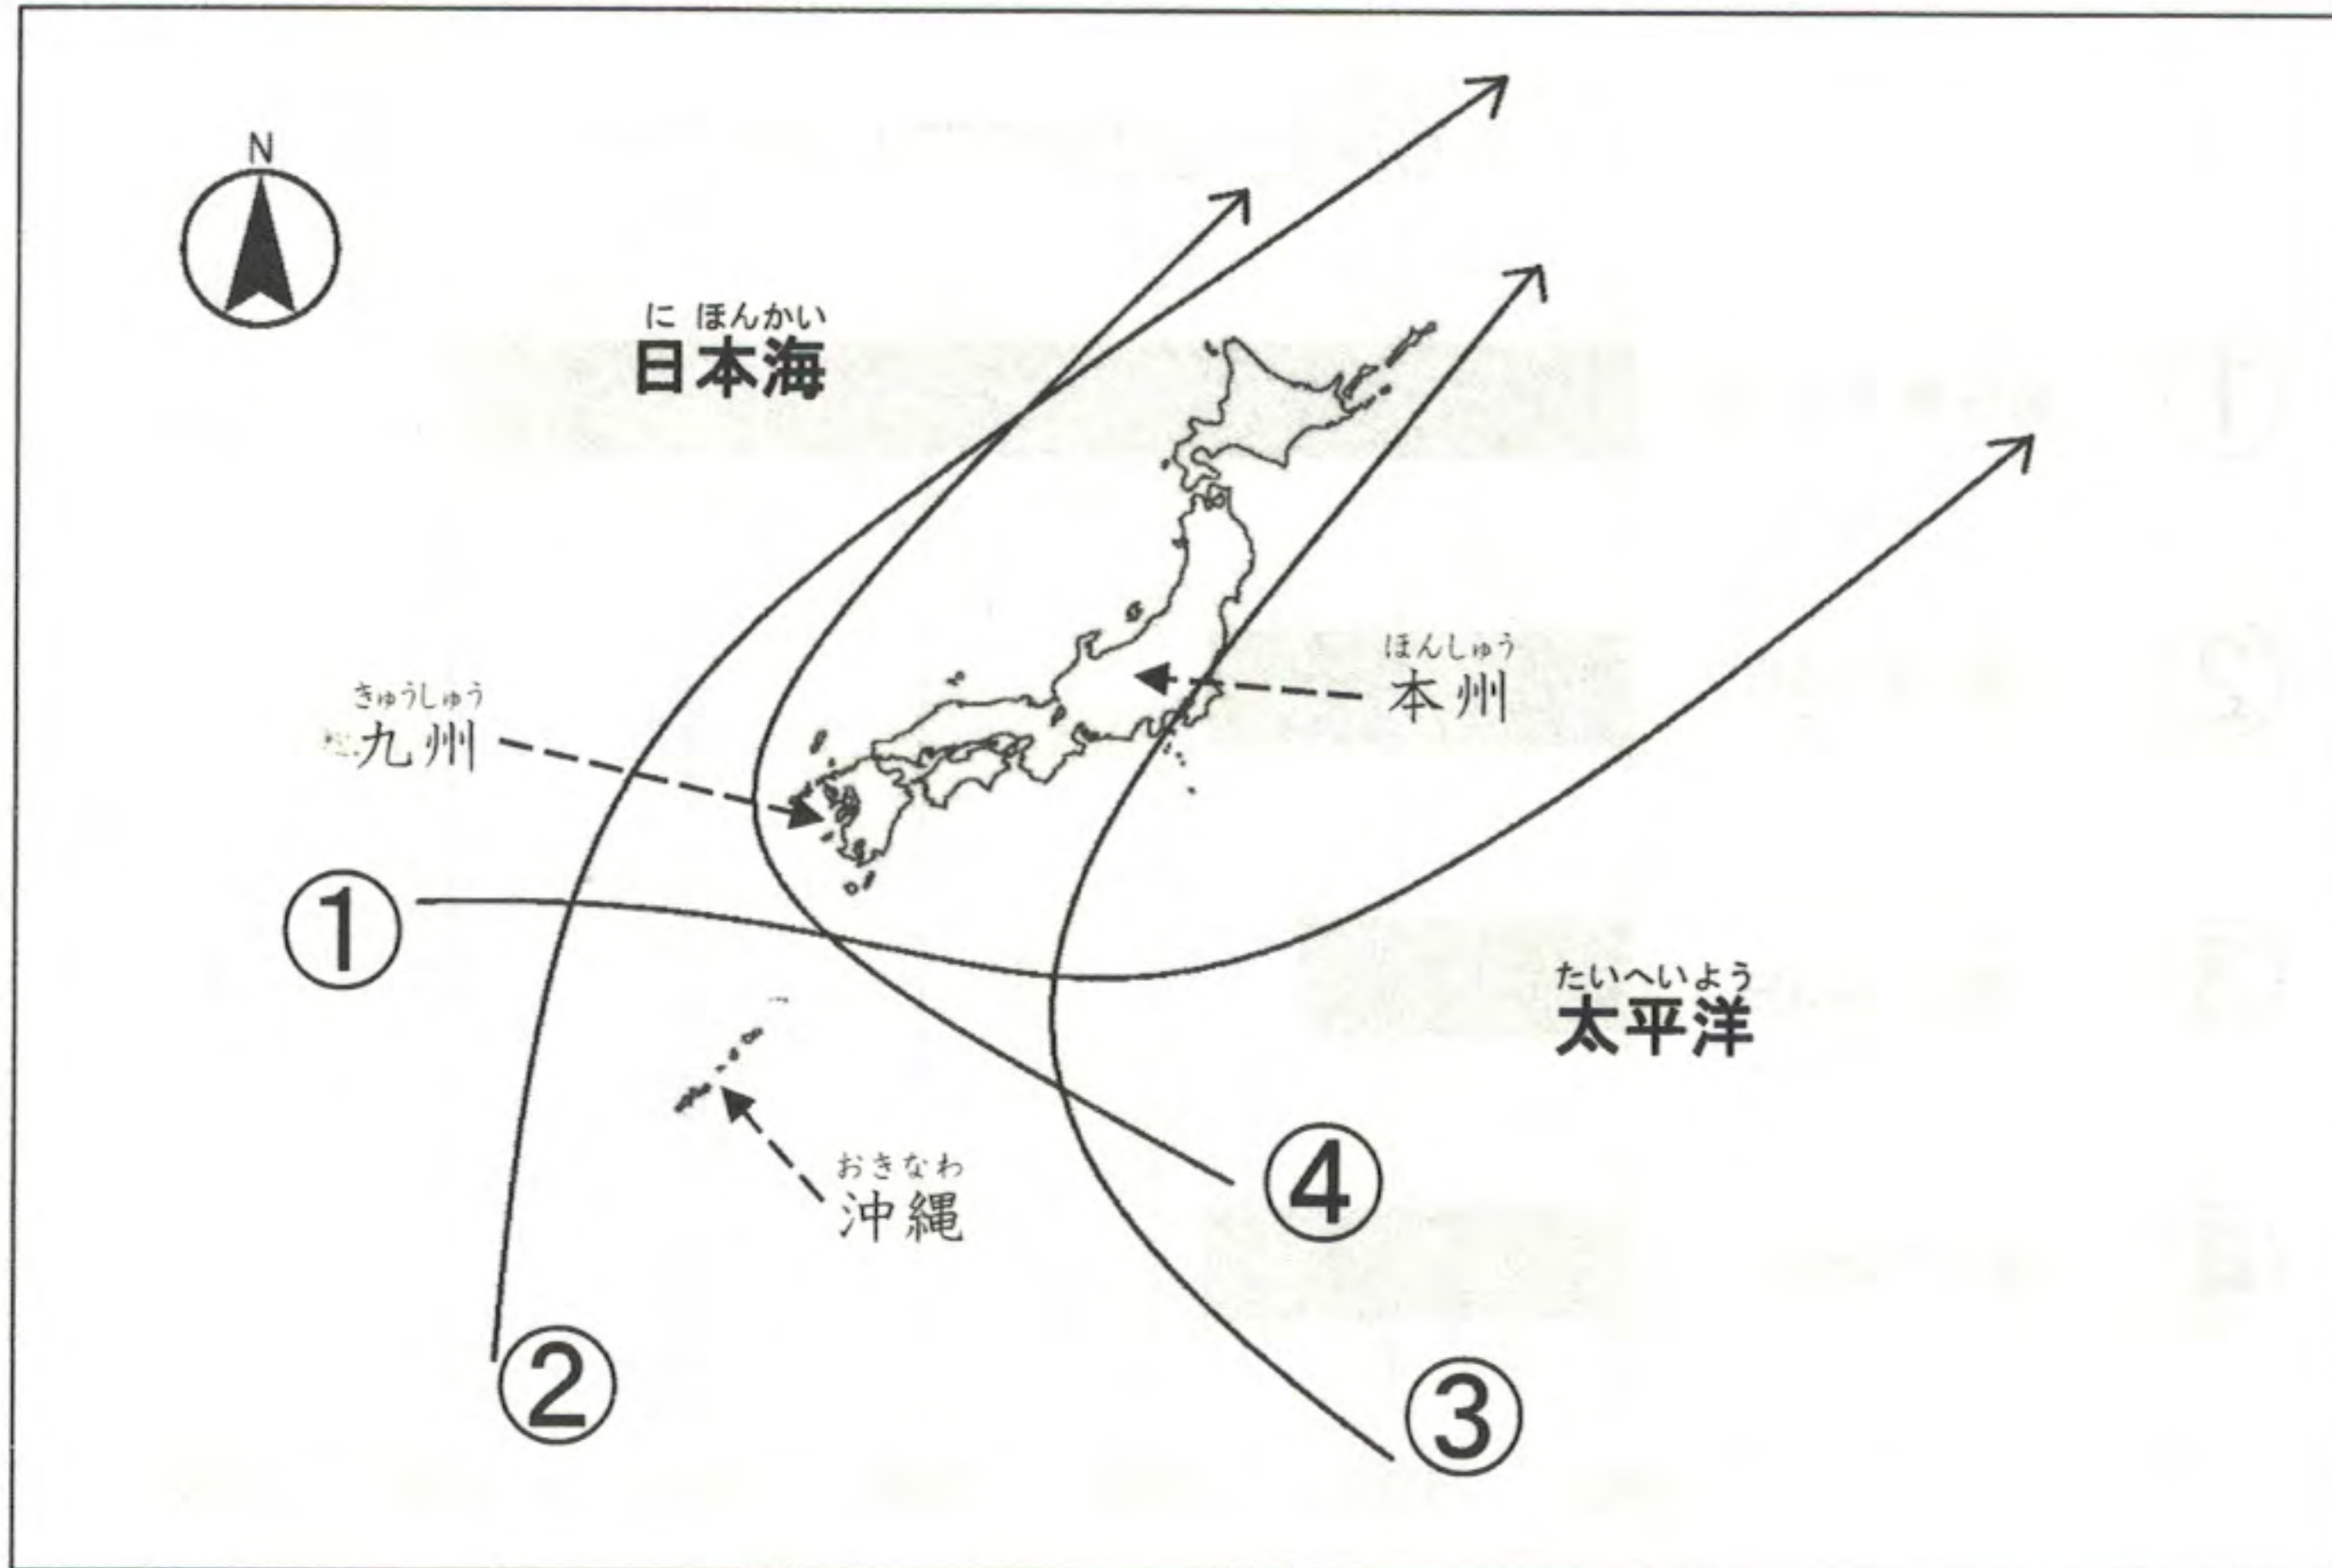 N
に ほんかい
日本海
ほんしゅう
本州
きゅうしゅう
九州
①
たいへいよう
太平洋
④
おきなわ
沖縄
②
③